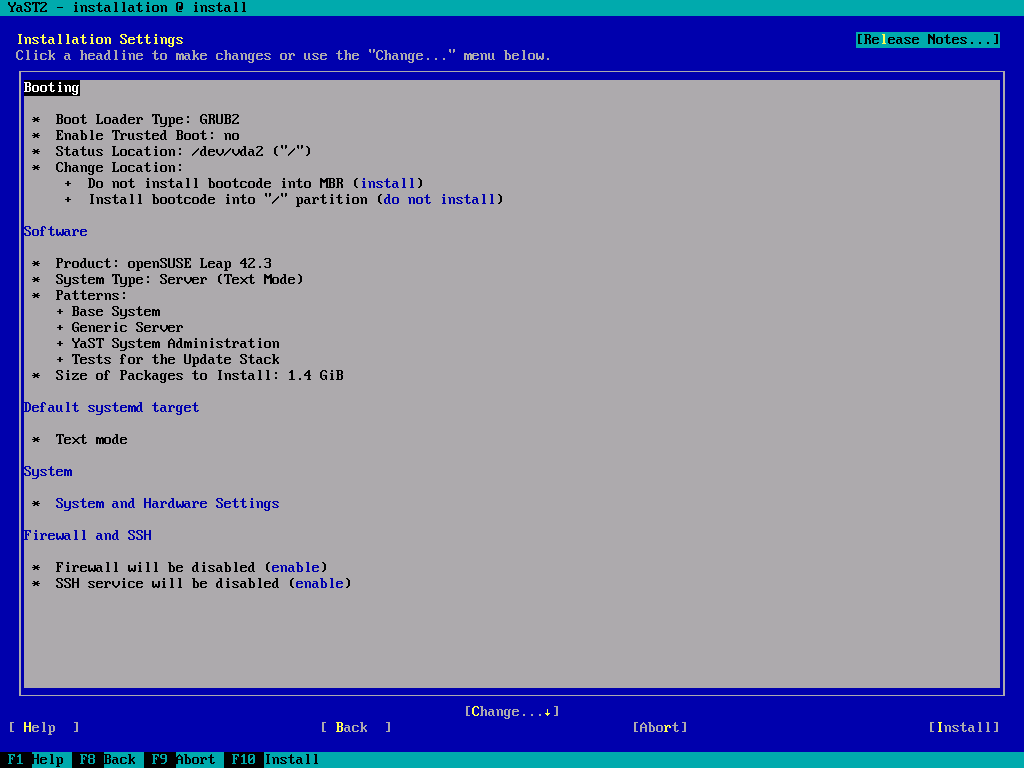 YaST2 - installation @ install
Installation Settings [Release Notes...]
Click a headline to make changes or use the "Change..." menu below.
Booting
* Boot Loader Type: GRUB2
* Enable Trusted Boot: no
* Status Location: /dev/vda2 ("/")
* Change Location:
+ Do not install bootcode into MBR (install)
+ Install bootcode into "/" partition (do not install)
Software
* Product: openSUSE Leap 42.3
* System Type: Server (Text Mode)
* Patterns:
+ Base System
+ Generic Server
+ YaST System Administration
+ Tests for the Update Stack
* Size of Packages to Install: 1.4 GiB
Default systemd target
* Text mode
System
* System and Hardware Settings
Firewall and SSH
* Firewall will be disabled (enable)
* SSH service will be disabled (enable)
[Change...↓]
[ Help ] [ Back ] [Abort] [Install]
F1 Help F8 Back F9 Abort F10 Install